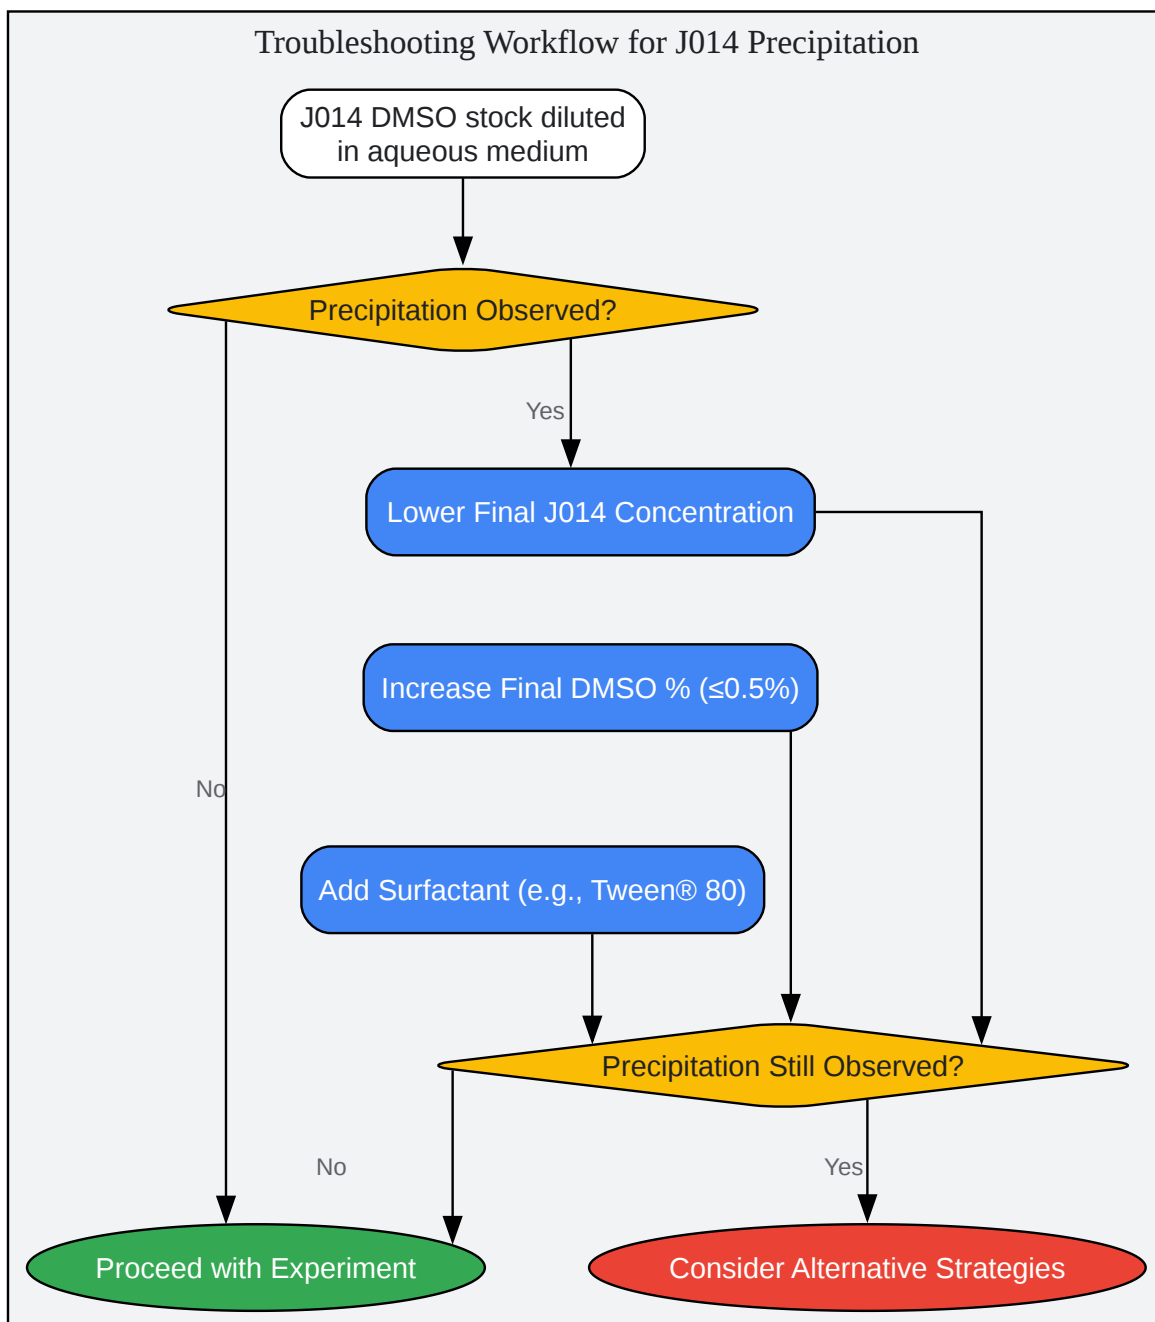 Troubleshooting Workflow for J014 Precipitation
J014 DMSO stock diluted
in aqueous medium
Precipitation Observed?
Yes
Lower Final J014 Concentration
Increase Final DMSO % (≤0.5%)
No
Add Surfactant (e.g., Tween® 80)
Precipitation Still Observed?
No
Yes
Proceed with Experiment
Consider Alternative Strategies